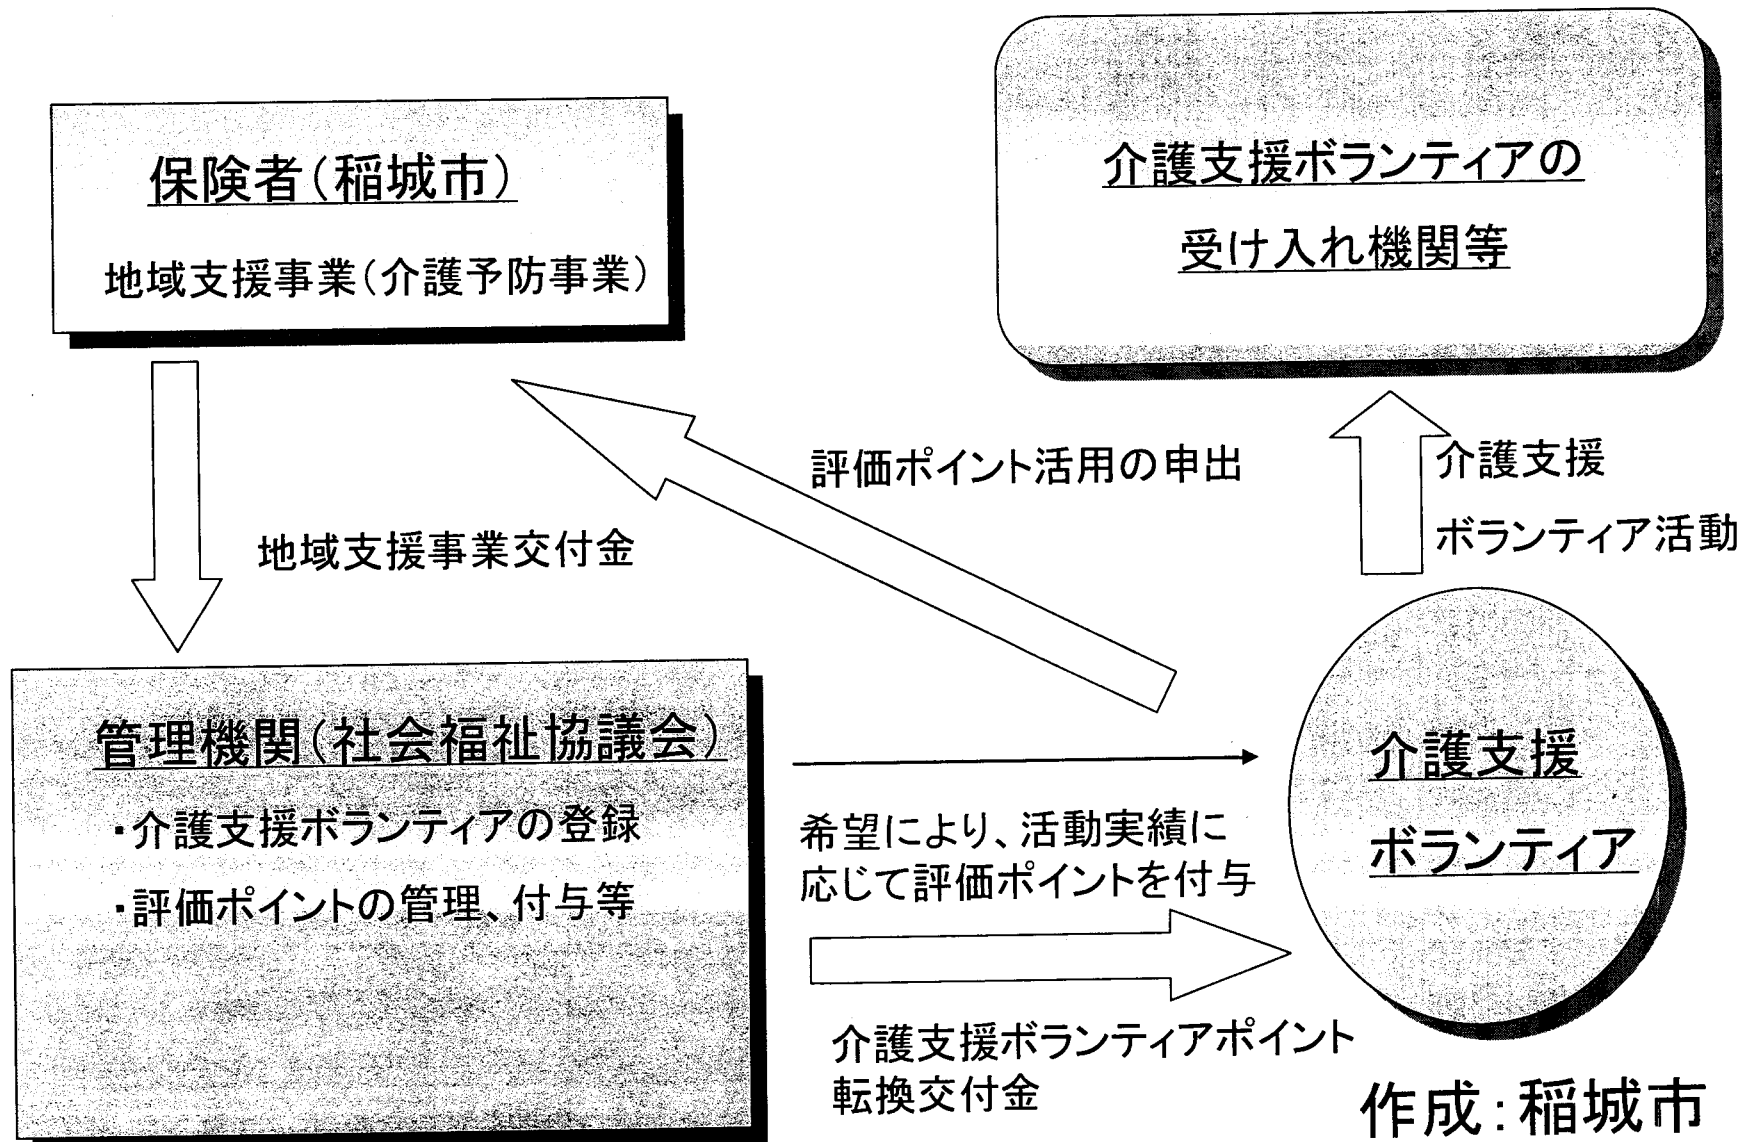 保険者(稲城市)
地域支援事業(介護予防事業)
介護支援ボランティアの
受け入れ機関等
評価ポイント活用の申出
介護支援
ボランティア活動
地域支援事業交付金
管理機関(社会福祉協議会)
・介護支援ボランティアの登録
・評価ポイントの管理、付与等
希望により、活動実績に
応じて評価ポイントを付与
介護支援
ボランティア
介護支援ボランティアポイント
転換交付金
作成:稲城市